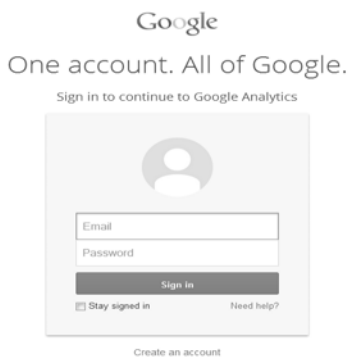 Google
One account. All of Google.
Sign in to continue to Google Analytics
Email
Password
Sign in
Stay signed in Need help?
Create an account